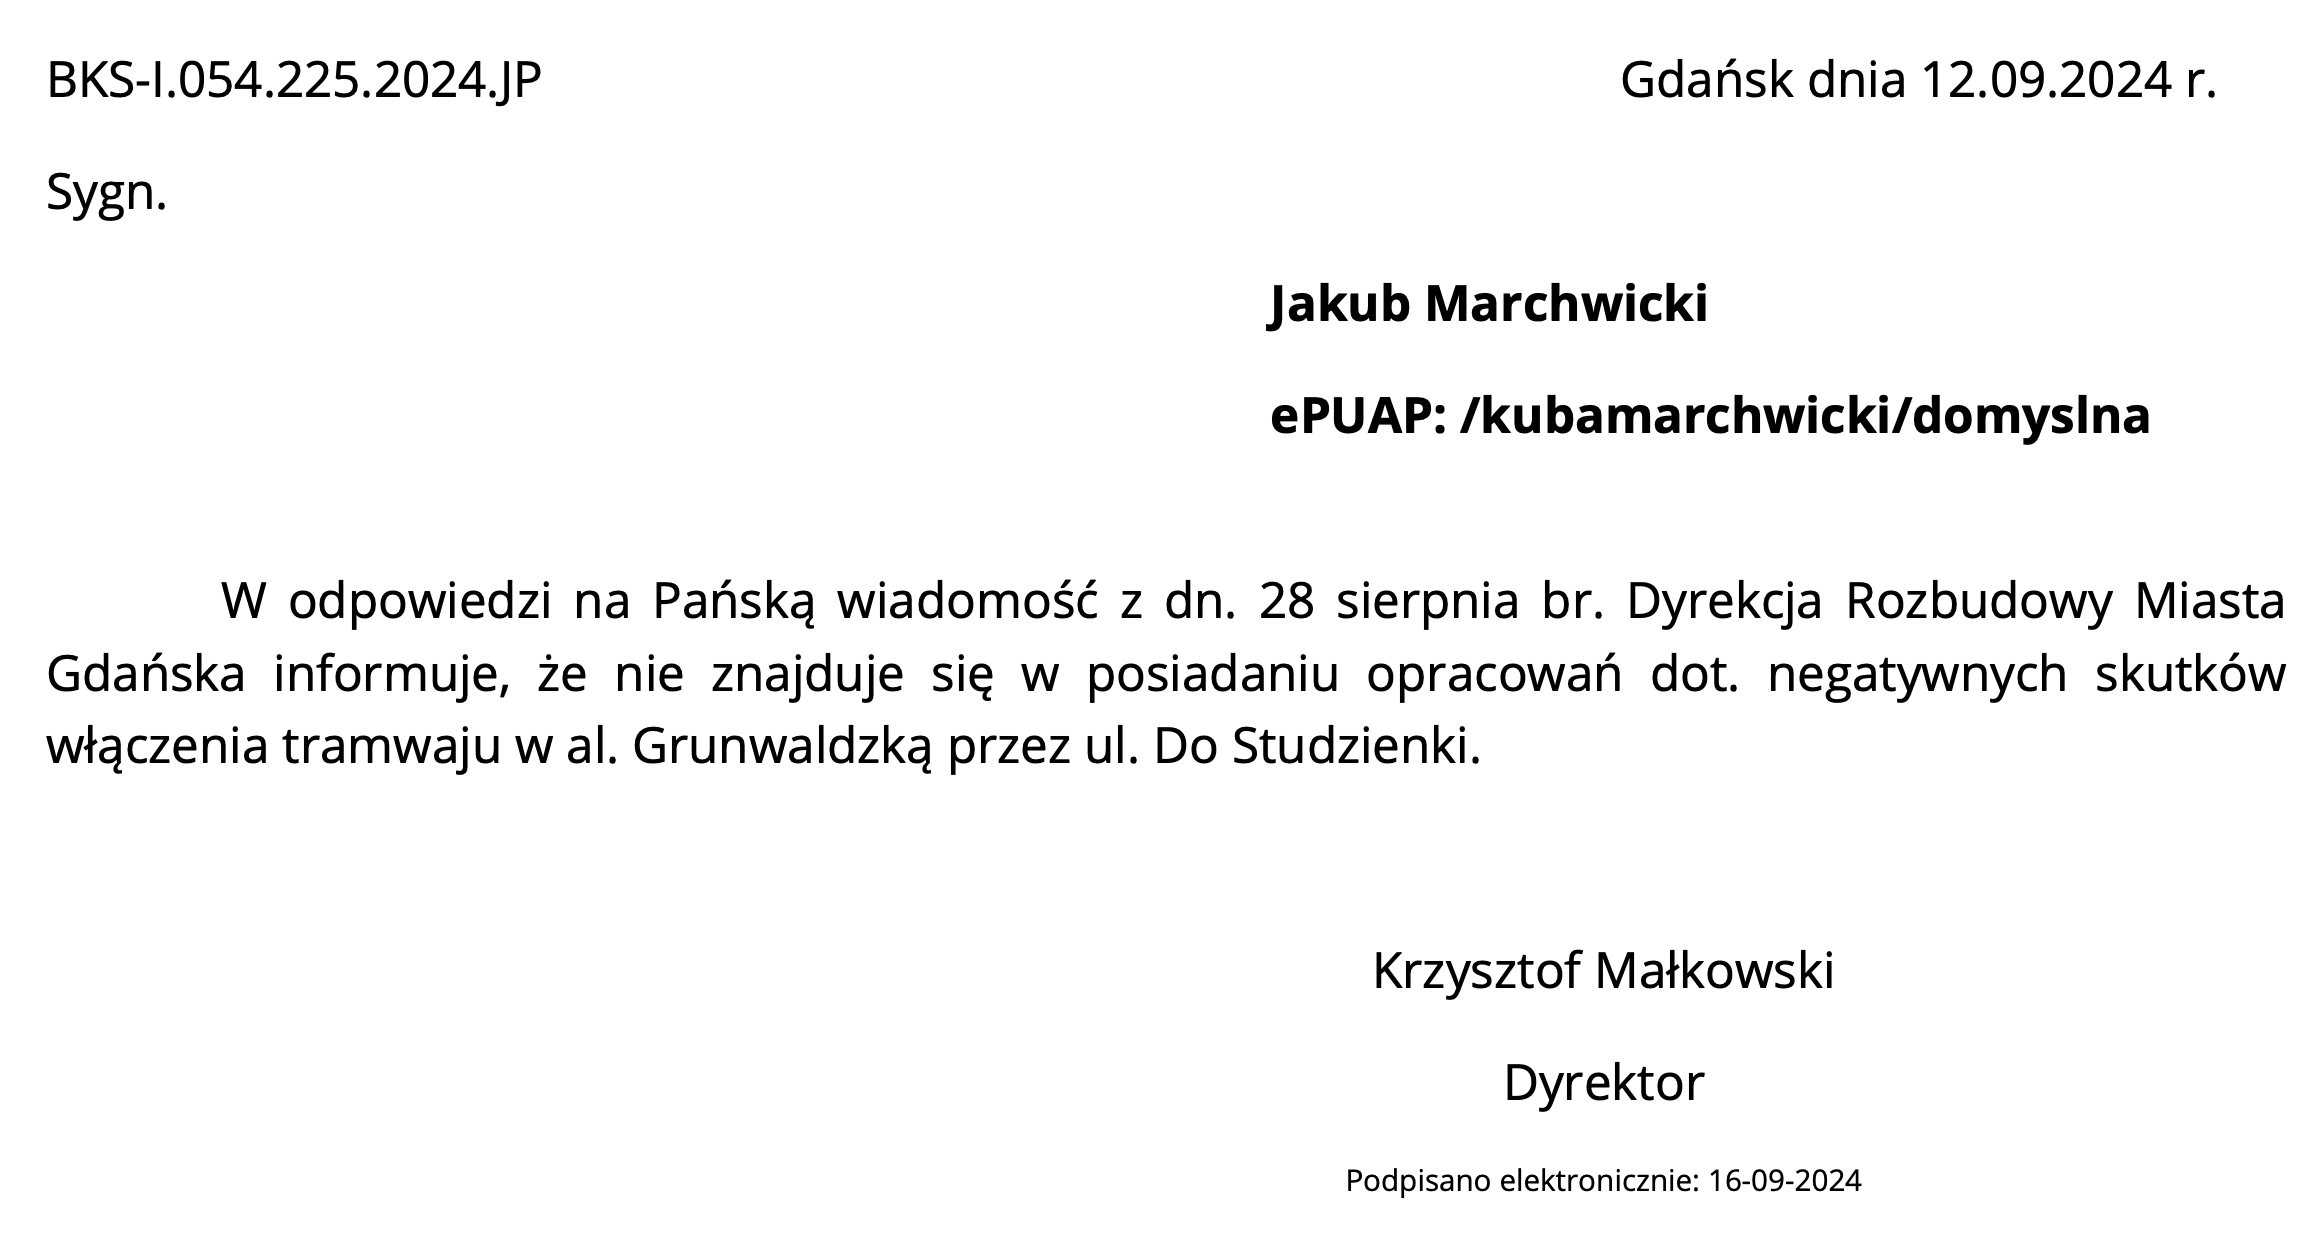 BKS-I.054.225.2024.JP Gdańsk dnia 12.09.2024 r.
Sygn.
Jakub Marchwicki
ePUAP: /kubamarchwicki/domyslna
W odpowiedzi na Pańską wiadomość z dn. 28 sierpnia br. Dyrekcja Rozbudowy Miasta
Gdańska informuje, że nie znajduje się w posiadaniu opracowań dot. negatywnych skutków
włączenia tramwaju w al. Grunwaldzką przez ul. Do Studzienki.
Krzysztof Małkowski
Dyrektor
Podpisano elektronicznie: 16-09-2024